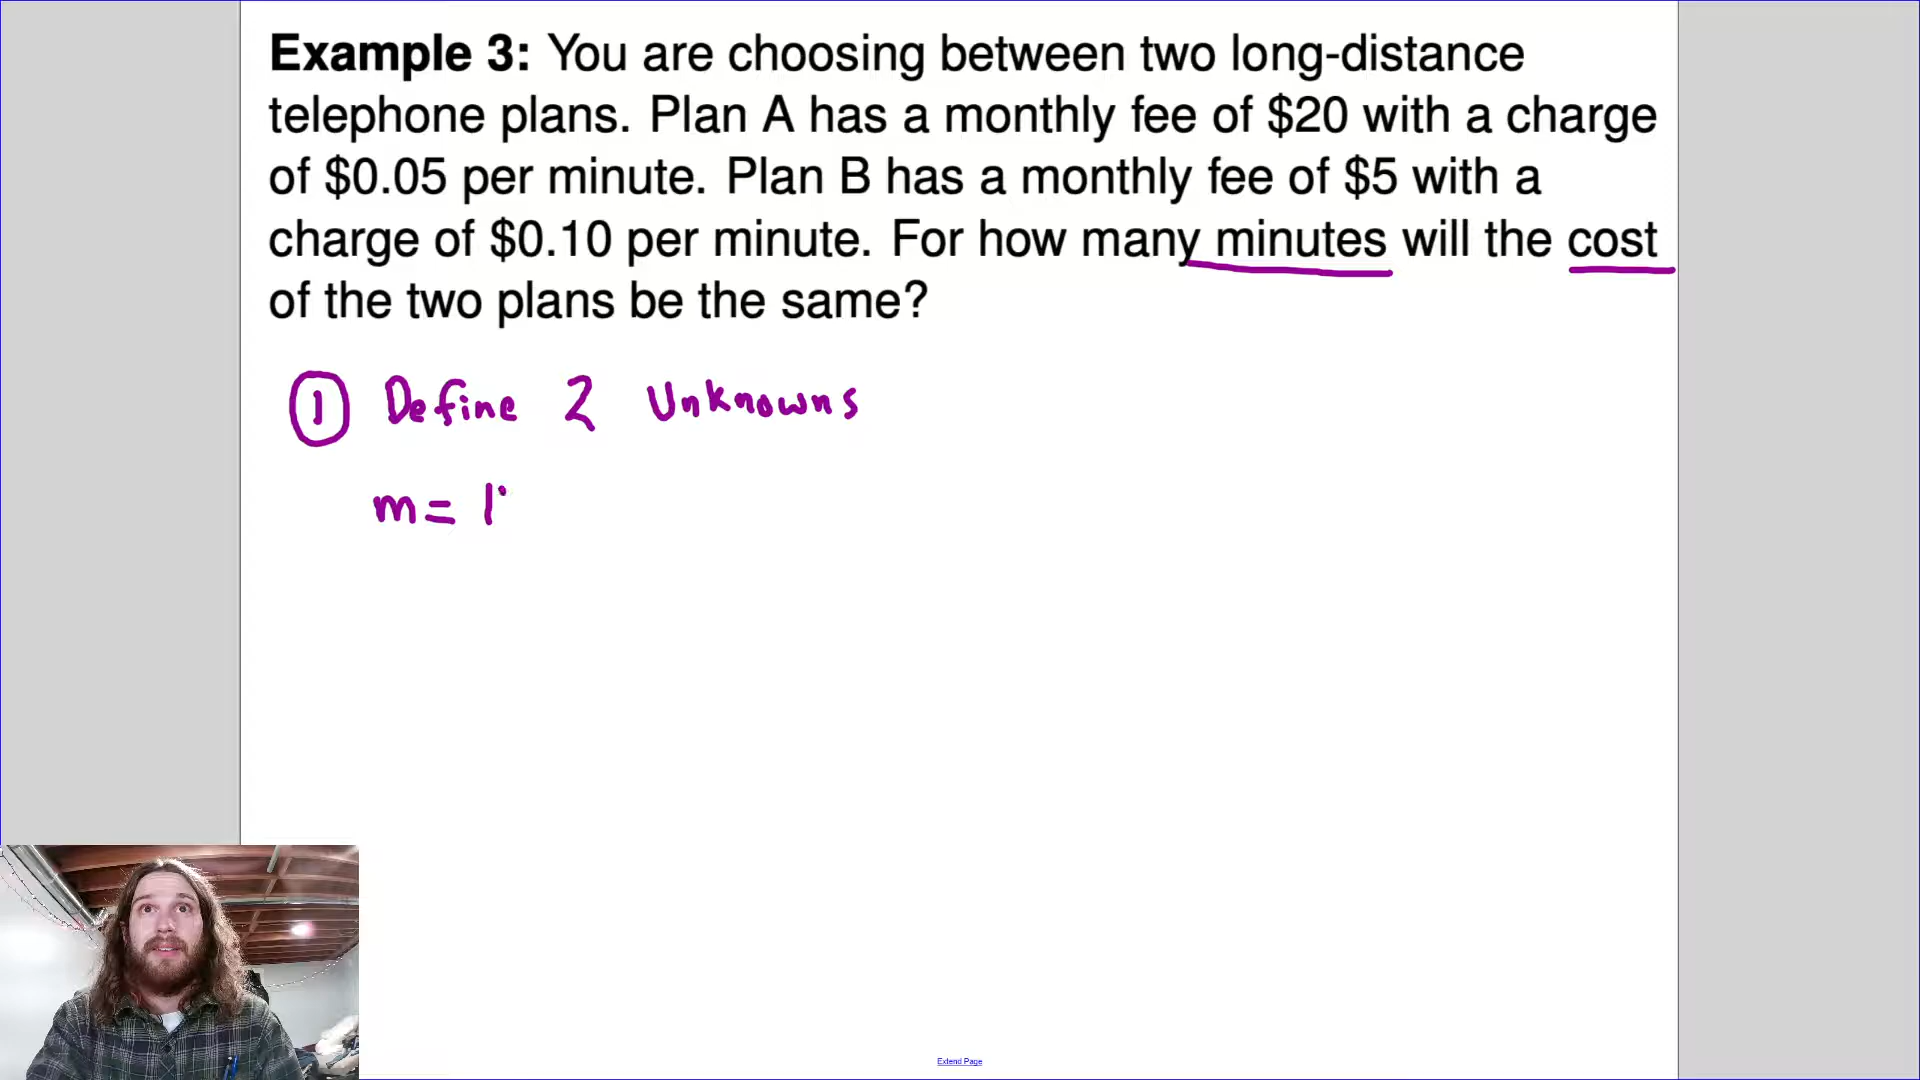 Example 3: You are choosing between two long-distance
telephone plans. Plan A has a monthly fee of $20 with a charge
of $0.05 per minute. Plan B has a monthly fee of $5 with a
charge of $0.10 per minute. For how many minutes will the cost
of the two plans be the same?
1 Define 2 Unknowns
m =
Extend Page